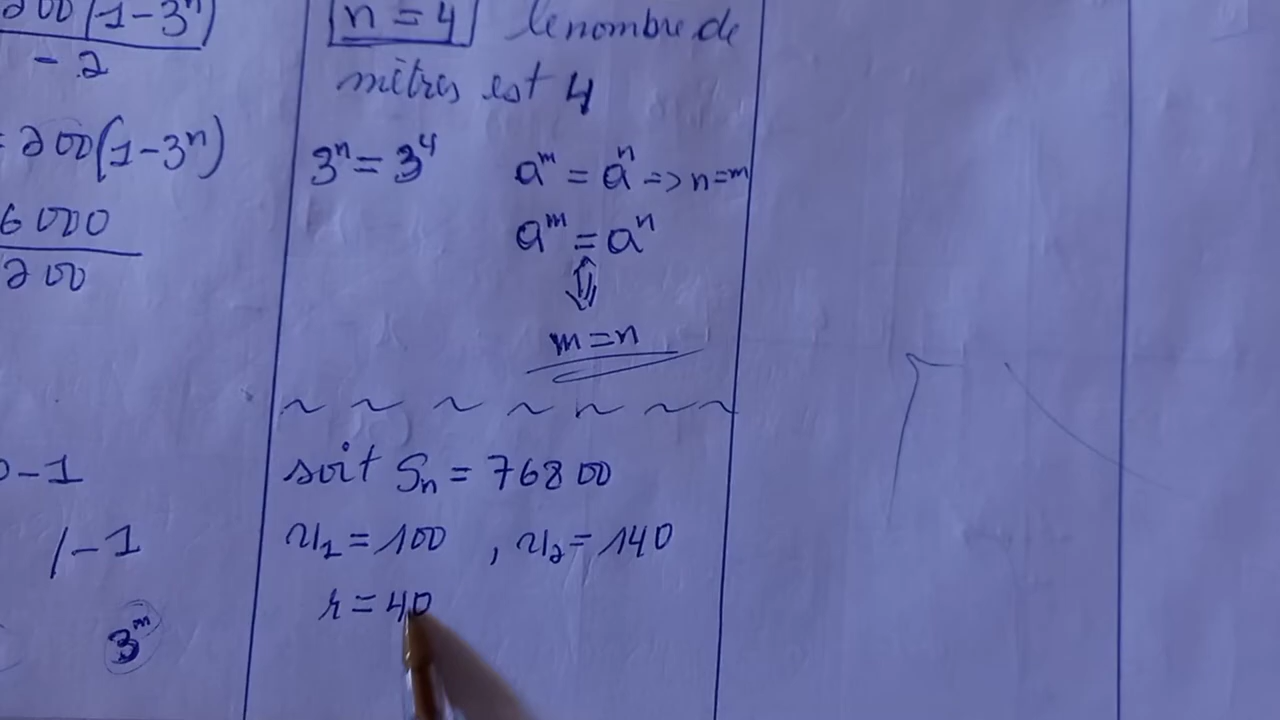 200(1-3ⁿ)
-2
= 200(1-3ⁿ)
6000
200
0-1
/-1
3ᵐ
n = 4 le nombre de
mètres est 4
3ⁿ = 3⁴ aᵐ = aⁿ => n=m
aᵐ = aⁿ
⇕
m=n
~ ~ ~ ~ ~ ~ ~
soit Sₙ = 76800
u₁ = 100 , u₂ = 140
r = 40